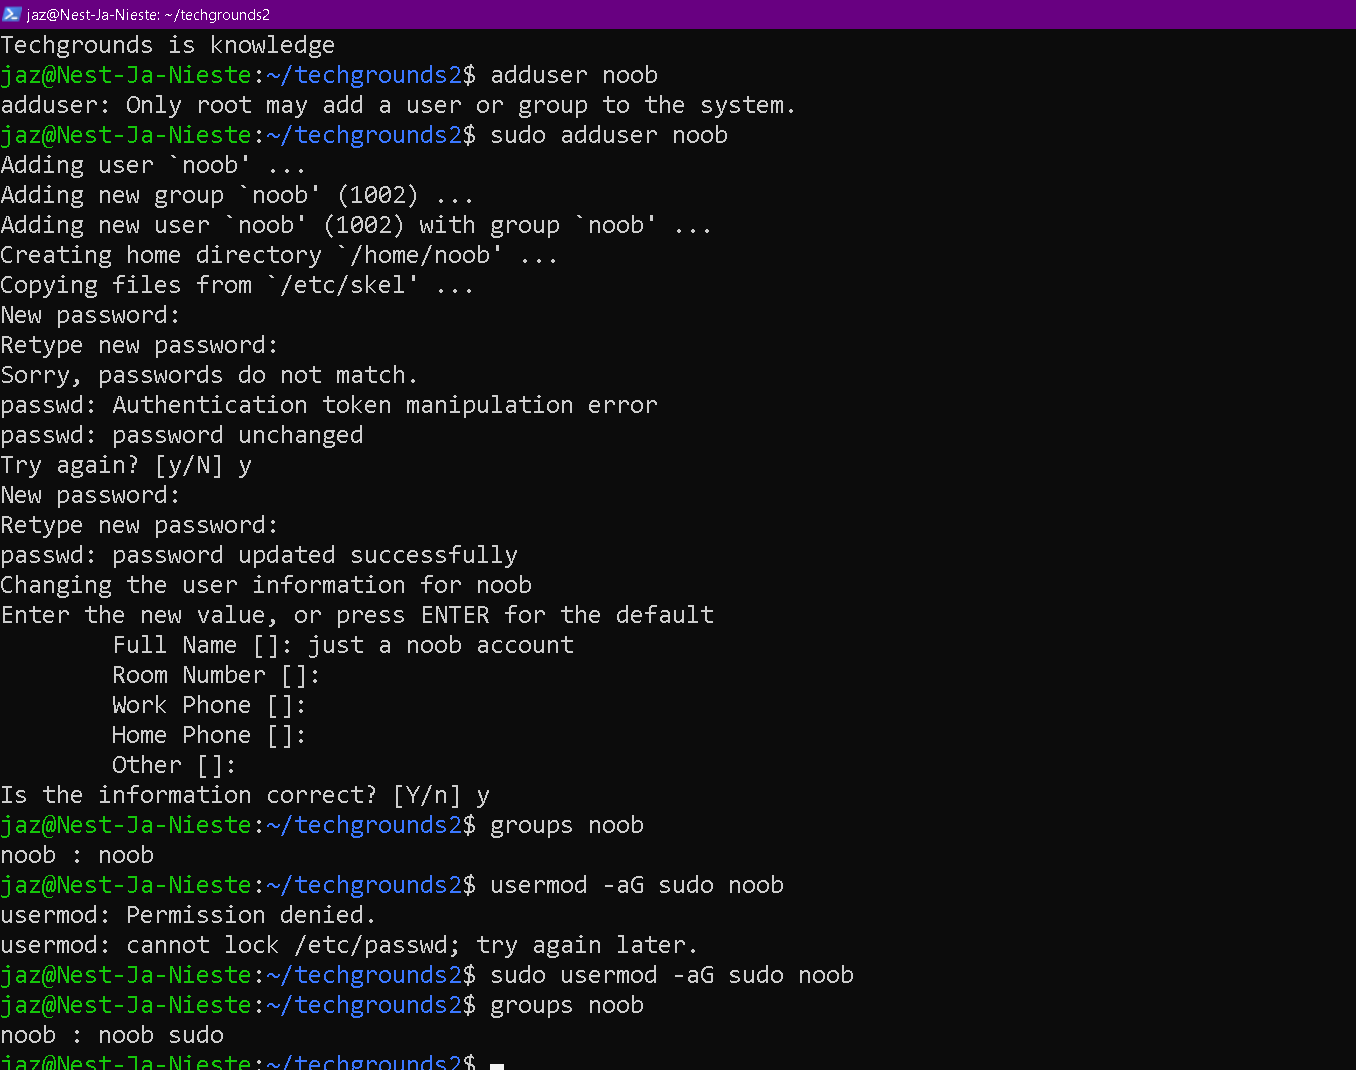 jaz@Nest-Ja-Nieste: ~/techgrounds2
Techgrounds is knowledge
jaz@Nest-Ja-Nieste:~/techgrounds2$ adduser noob
adduser: Only root may add a user or group to the system.
jaz@Nest-Ja-Nieste:~/techgrounds2$ sudo adduser noob
Adding user `noob' ...
Adding new group `noob' (1002) ...
Adding new user `noob' (1002) with group `noob' ...
Creating home directory `/home/noob' ...
Copying files from `/etc/skel' ...
New password:
Retype new password:
Sorry, passwords do not match.
passwd: Authentication token manipulation error
passwd: password unchanged
Try again? [y/N] y
New password:
Retype new password:
passwd: password updated successfully
Changing the user information for noob
Enter the new value, or press ENTER for the default
        Full Name []: just a noob account
        Room Number []:
        Work Phone []:
        Home Phone []:
        Other []:
Is the information correct? [Y/n] y
jaz@Nest-Ja-Nieste:~/techgrounds2$ groups noob
noob : noob
jaz@Nest-Ja-Nieste:~/techgrounds2$ usermod -aG sudo noob
usermod: Permission denied.
usermod: cannot lock /etc/passwd; try again later.
jaz@Nest-Ja-Nieste:~/techgrounds2$ sudo usermod -aG sudo noob
jaz@Nest-Ja-Nieste:~/techgrounds2$ groups noob
noob : noob sudo
jaz@Nest-Ja-Nieste:~/techgrounds2$